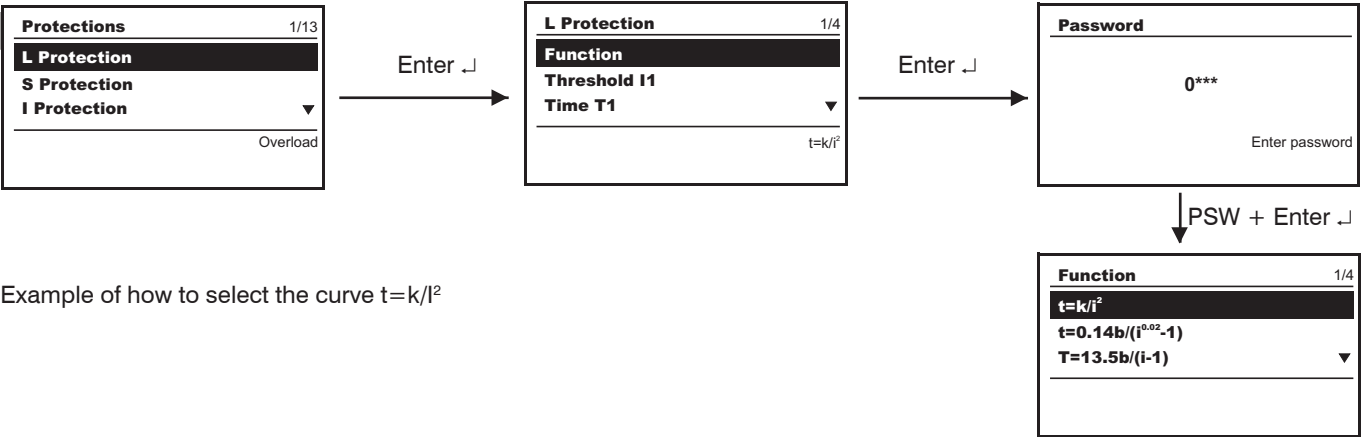 Protections 1/13
L Protection
S Protection
I Protection ▼
Overload
Enter ↵
L Protection 1/4
Function
Threshold I1
Time T1 ▼
t=k/i²
Enter ↵
Password
0***
Enter password
PSW + Enter ↵
Function 1/4
t=k/i²
t=0.14b/(i⁰·⁰²-1)
T=13.5b/(i-1) ▼
Example of how to select the curve t=k/I²